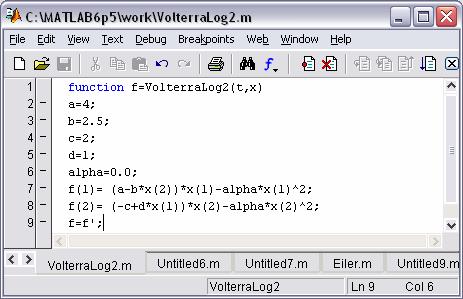 C:\MATLAB6p5\work\VolterraLog2.m
File Edit View Text Debug Breakpoints Web Window Help
1 function f=VolterraLog2(t,x)
2 - a=4;
3 - b=2.5;
4 - c=2;
5 - d=1;
6 - alpha=0.0;
7 - f(1)= (a-b*x(2))*x(1)-alpha*x(1)^2;
8 - f(2)= (-c+d*x(1))*x(2)-alpha*x(2)^2;
9 - f=f';
VolterraLog2.m Untitled6.m Untitled7.m Eiler.m Untitled9.m
VolterraLog2 Ln 9 Col 6